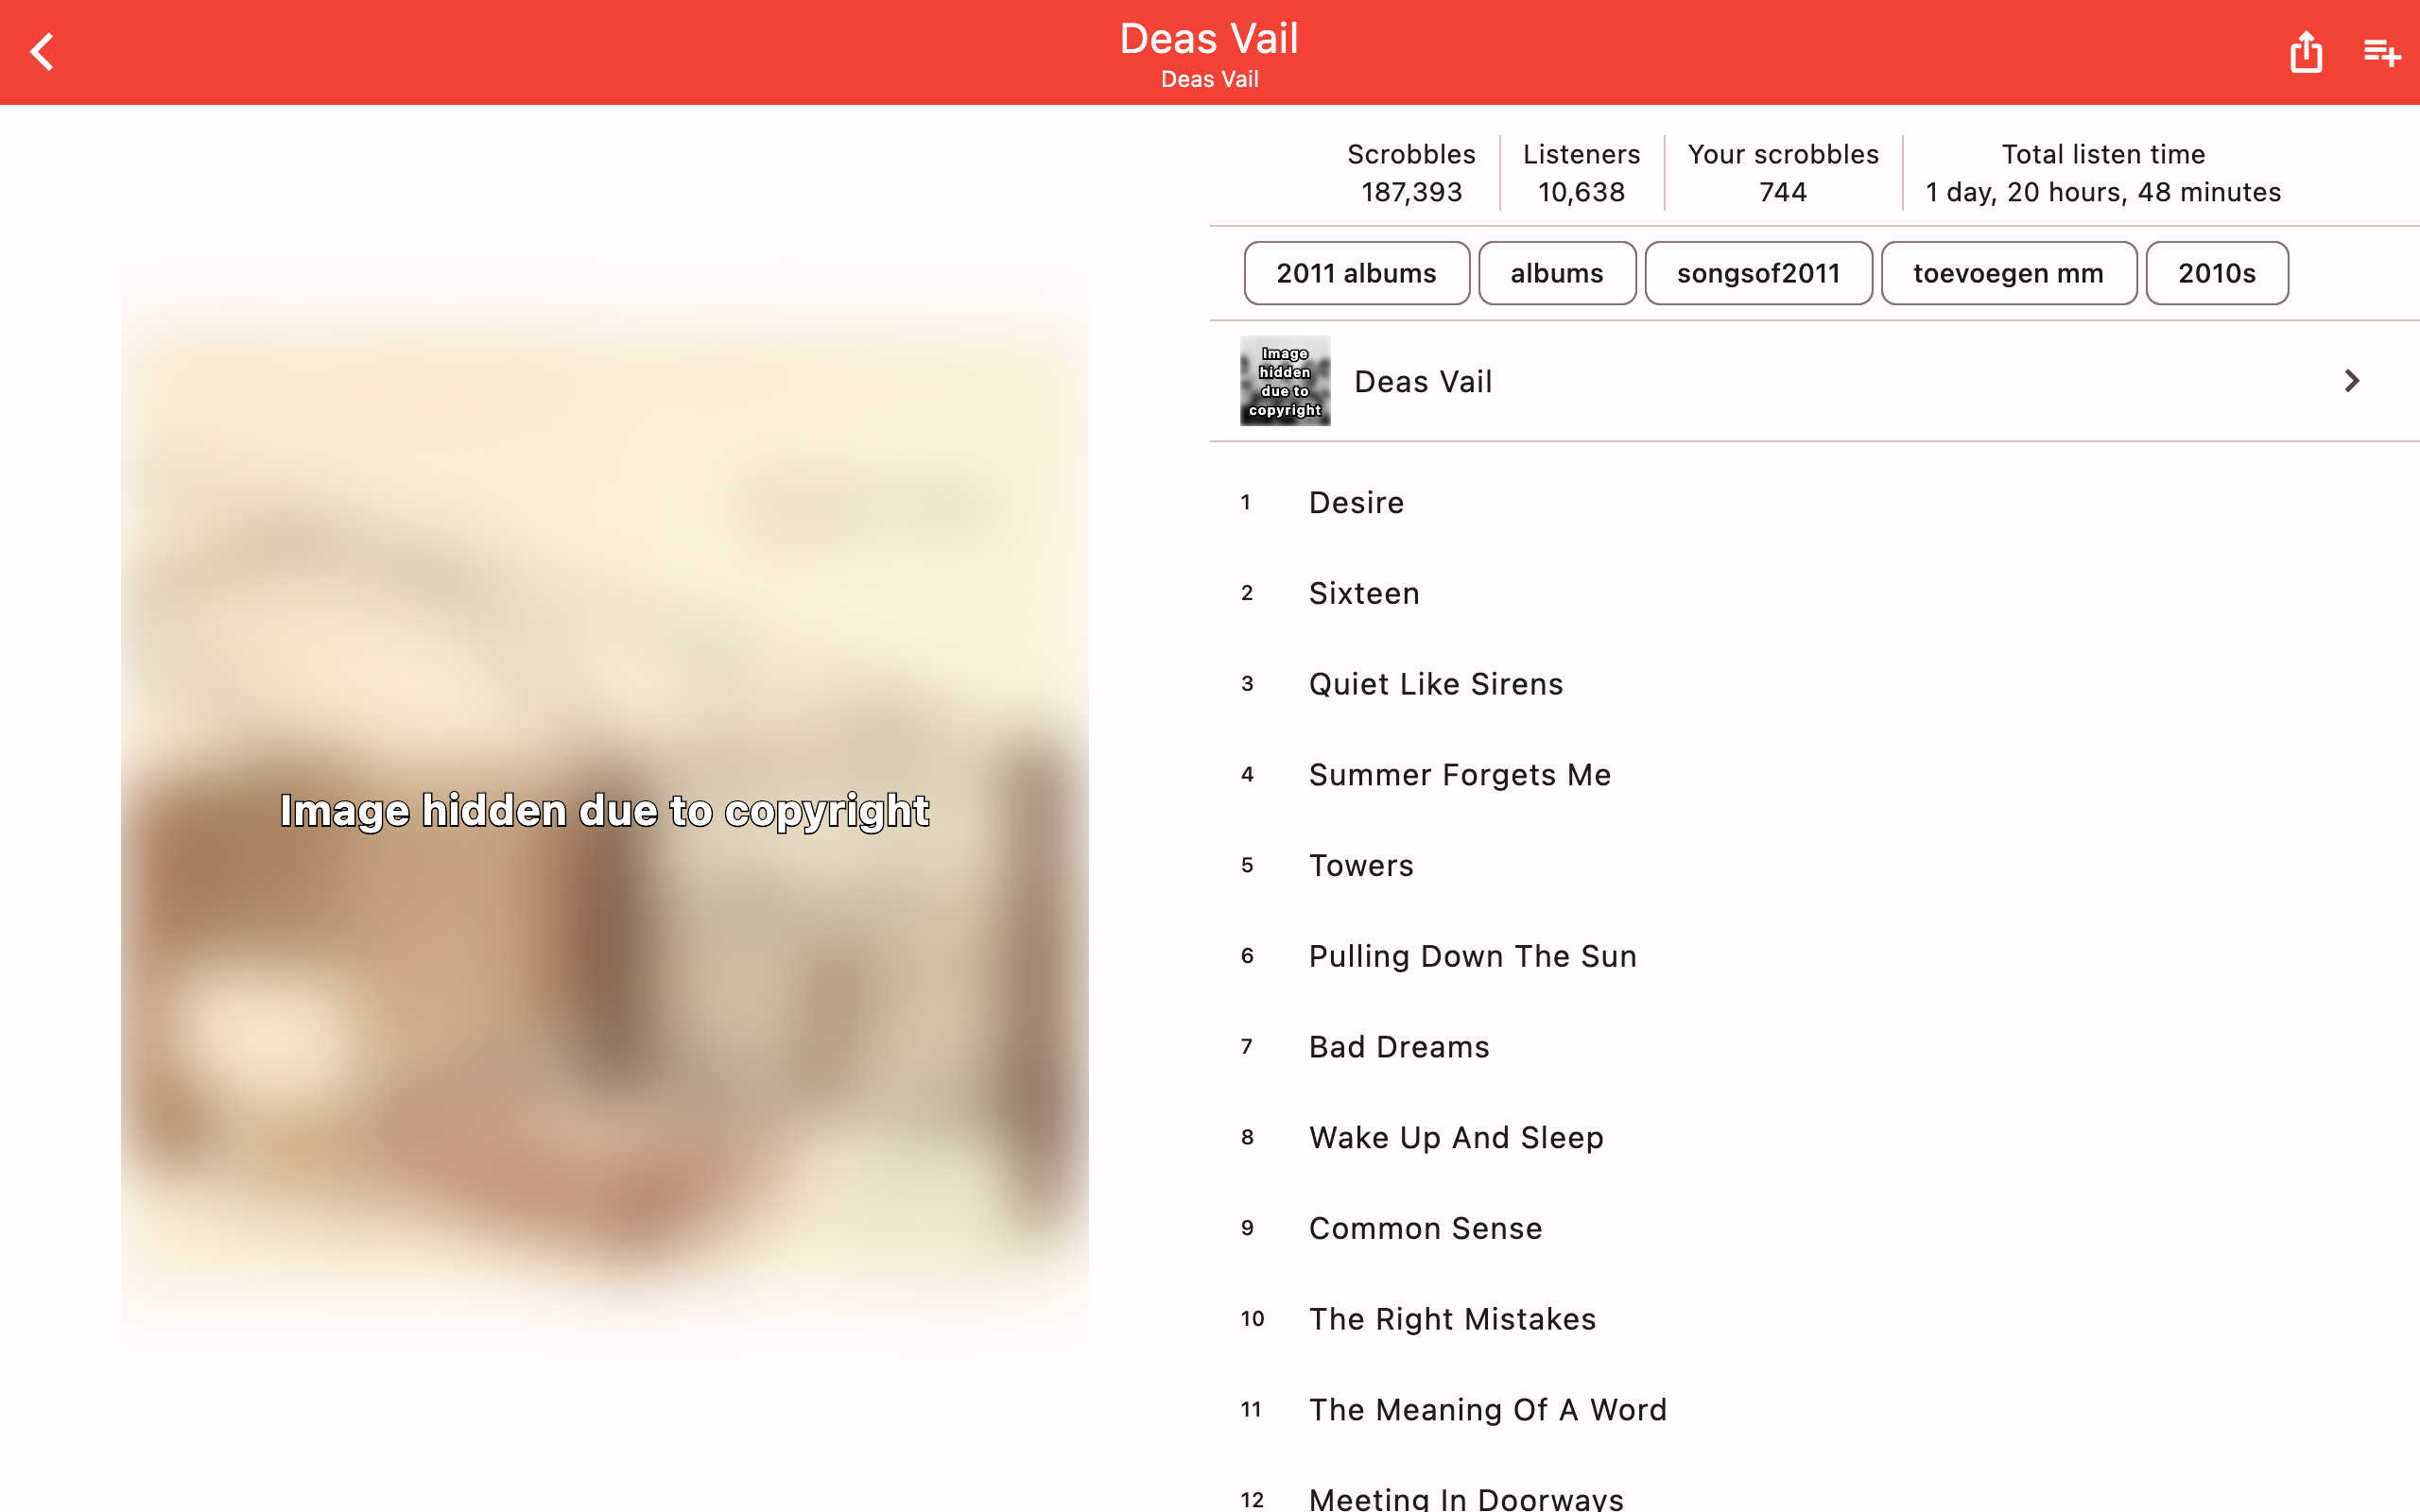 Deas Vail
Deas Vail
Scrobbles
187,393
Listeners
10,638
Your scrobbles
744
Total listen time
1 day, 20 hours, 48 minutes
2011 albums
albums
songsof2011
toevoegen mm
2010s
Image
hidden
due to
copyright
Deas Vail
Image hidden due to copyright
1 Desire
2 Sixteen
3 Quiet Like Sirens
4 Summer Forgets Me
5 Towers
6 Pulling Down The Sun
7 Bad Dreams
8 Wake Up And Sleep
9 Common Sense
10 The Right Mistakes
11 The Meaning Of A Word
12 Meeting In Doorways